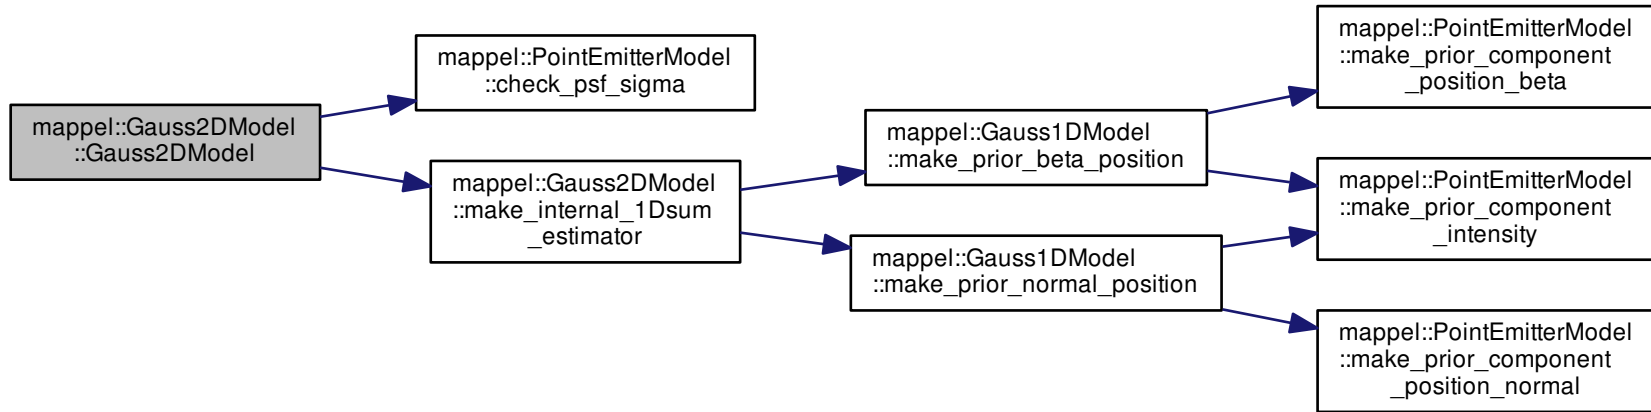 mappel::Gauss2DModel
::Gauss2DModel
mappel::PointEmitterModel
::check_psf_sigma
mappel::Gauss2DModel
::make_internal_1Dsum
_estimator
mappel::Gauss1DModel
::make_prior_beta_position
mappel::Gauss1DModel
::make_prior_normal_position
mappel::PointEmitterModel
::make_prior_component
_position_beta
mappel::PointEmitterModel
::make_prior_component
_intensity
mappel::PointEmitterModel
::make_prior_component
_position_normal